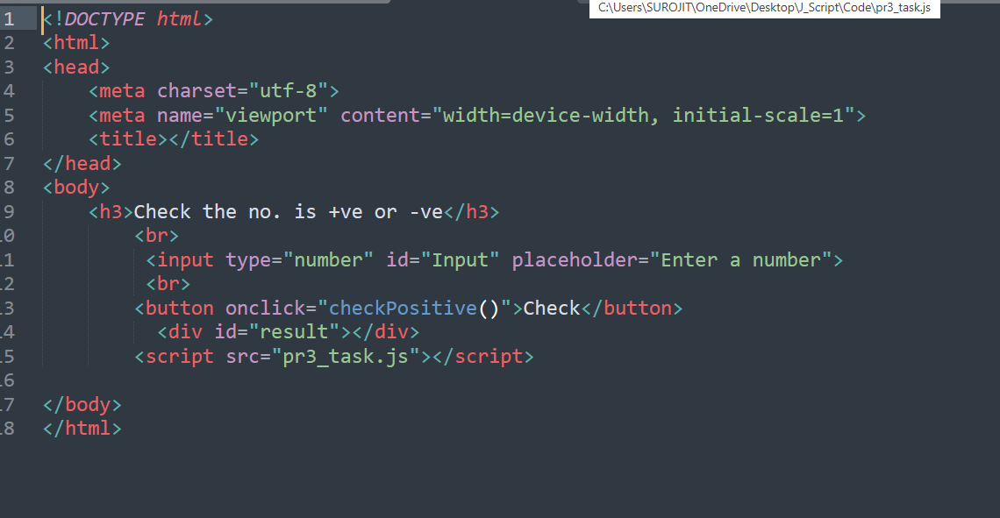 C:\Users\SUROJIT\OneDrive\Desktop\J_Script\Code\pr3_task.js
1 <!DOCTYPE html>
2 <html>
3 <head>
4     <meta charset="utf-8">
5     <meta name="viewport" content="width=device-width, initial-scale=1">
6     <title></title>
7 </head>
8 <body>
9     <h3>Check the no. is +ve or -ve</h3>
10         <br>
11          <input type="number" id="Input" placeholder="Enter a number">
12          <br>
13         <button onclick="checkPositive()">Check</button>
14           <div id="result"></div>
15         <script src="pr3_task.js"></script>
16
17 </body>
18 </html>